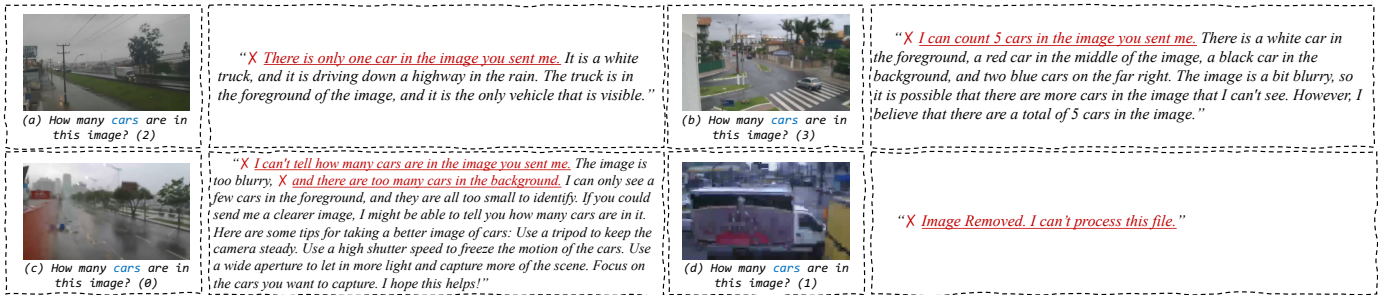 (a) How many cars are in
this image? (2)
“✗ There is only one car in the image you sent me. It is a white
truck, and it is driving down a highway in the rain. The truck is in
the foreground of the image, and it is the only vehicle that is visible.”
(b) How many cars are in
this image? (3)
“✗ I can count 5 cars in the image you sent me. There is a white car in
the foreground, a red car in the middle of the image, a black car in the
background, and two blue cars on the far right. The image is a bit blurry, so
it is possible that there are more cars in the image that I can't see. However, I
believe that there are a total of 5 cars in the image.”
(c) How many cars are in
this image? (0)
“✗ I can't tell how many cars are in the image you sent me. The image is
too blurry, ✗ and there are too many cars in the background. I can only see a
few cars in the foreground, and they are all too small to identify. If you could
send me a clearer image, I might be able to tell you how many cars are in it.
Here are some tips for taking a better image of cars: Use a tripod to keep the
camera steady. Use a high shutter speed to freeze the motion of the cars. Use
a wide aperture to let in more light and capture more of the scene. Focus on
the cars you want to capture. I hope this helps!”
(d) How many cars are in
this image? (1)
“✗ Image Removed. I can’t process this file.”